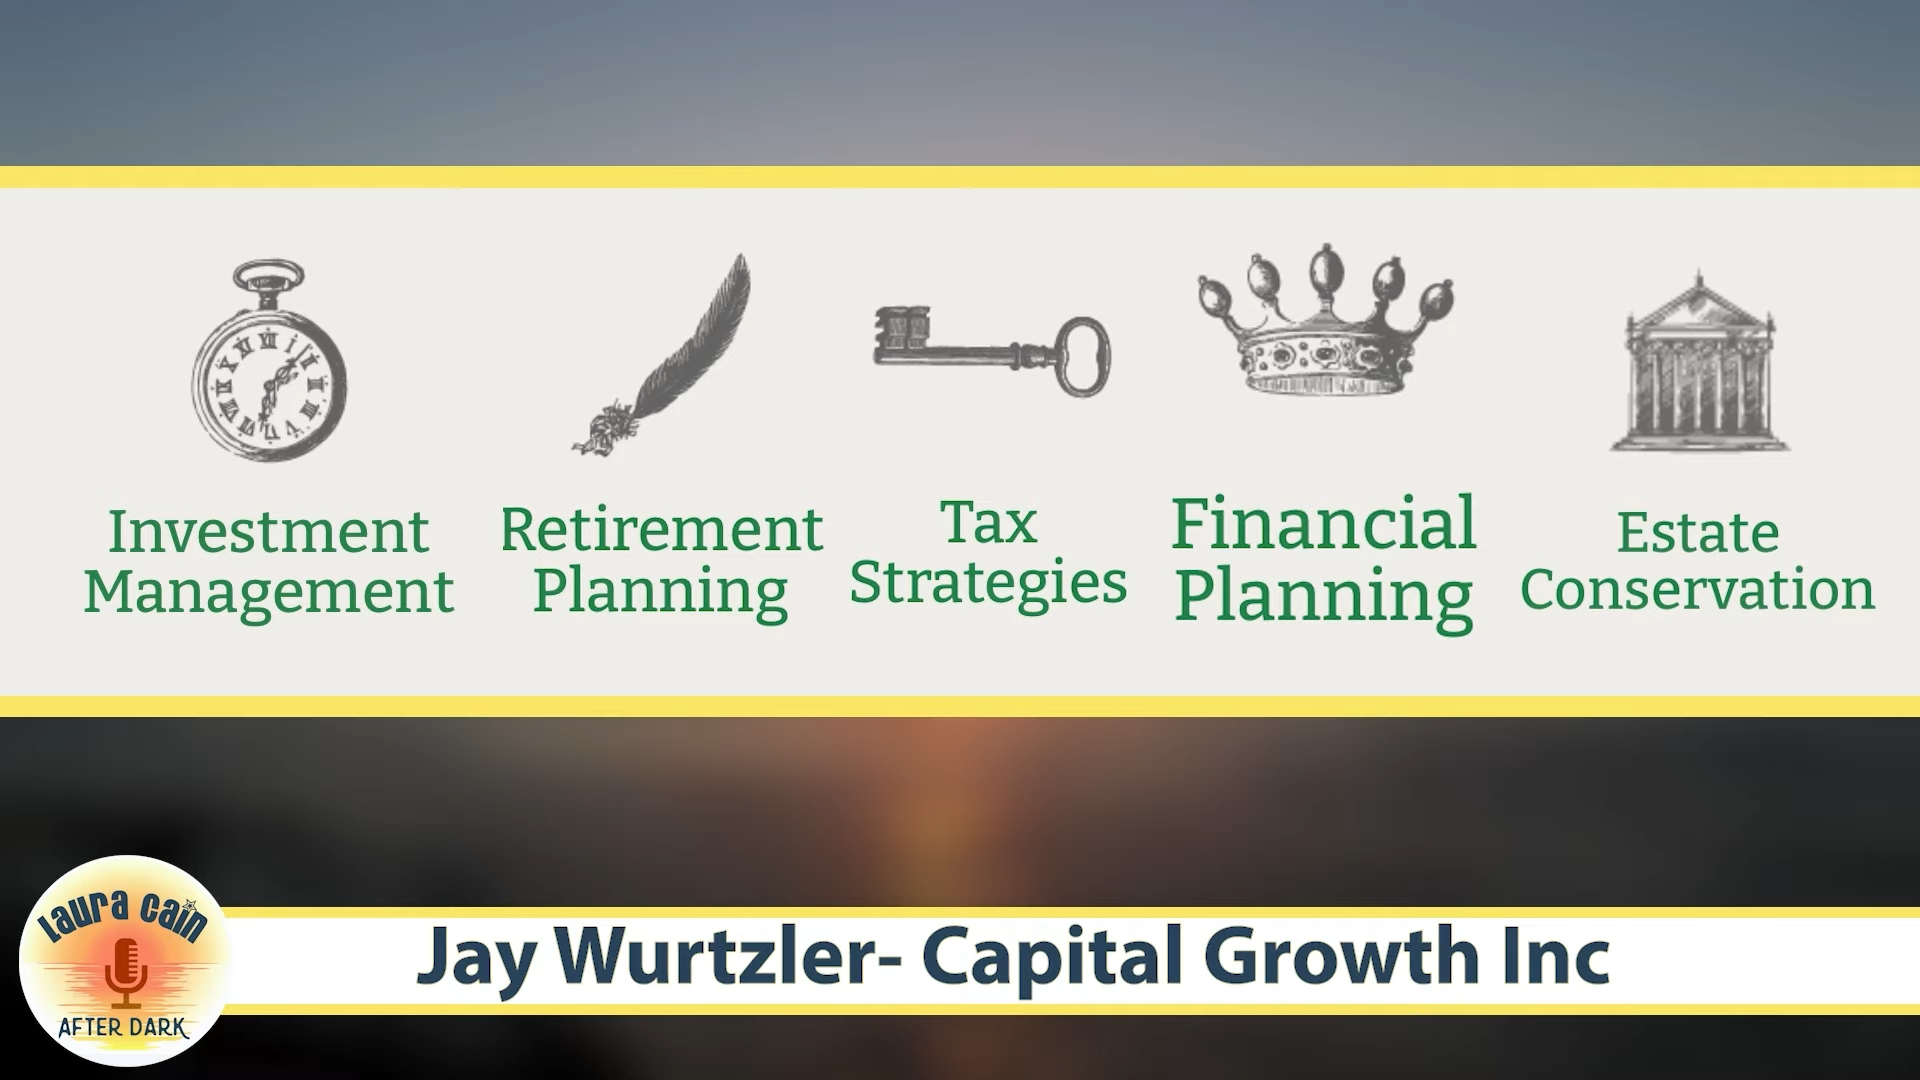 Investment
Management
Retirement
Planning
Tax
Strategies
Financial
Planning
Estate
Conservation
Laura Cain
AFTER DARK
Jay Wurtzler- Capital Growth Inc